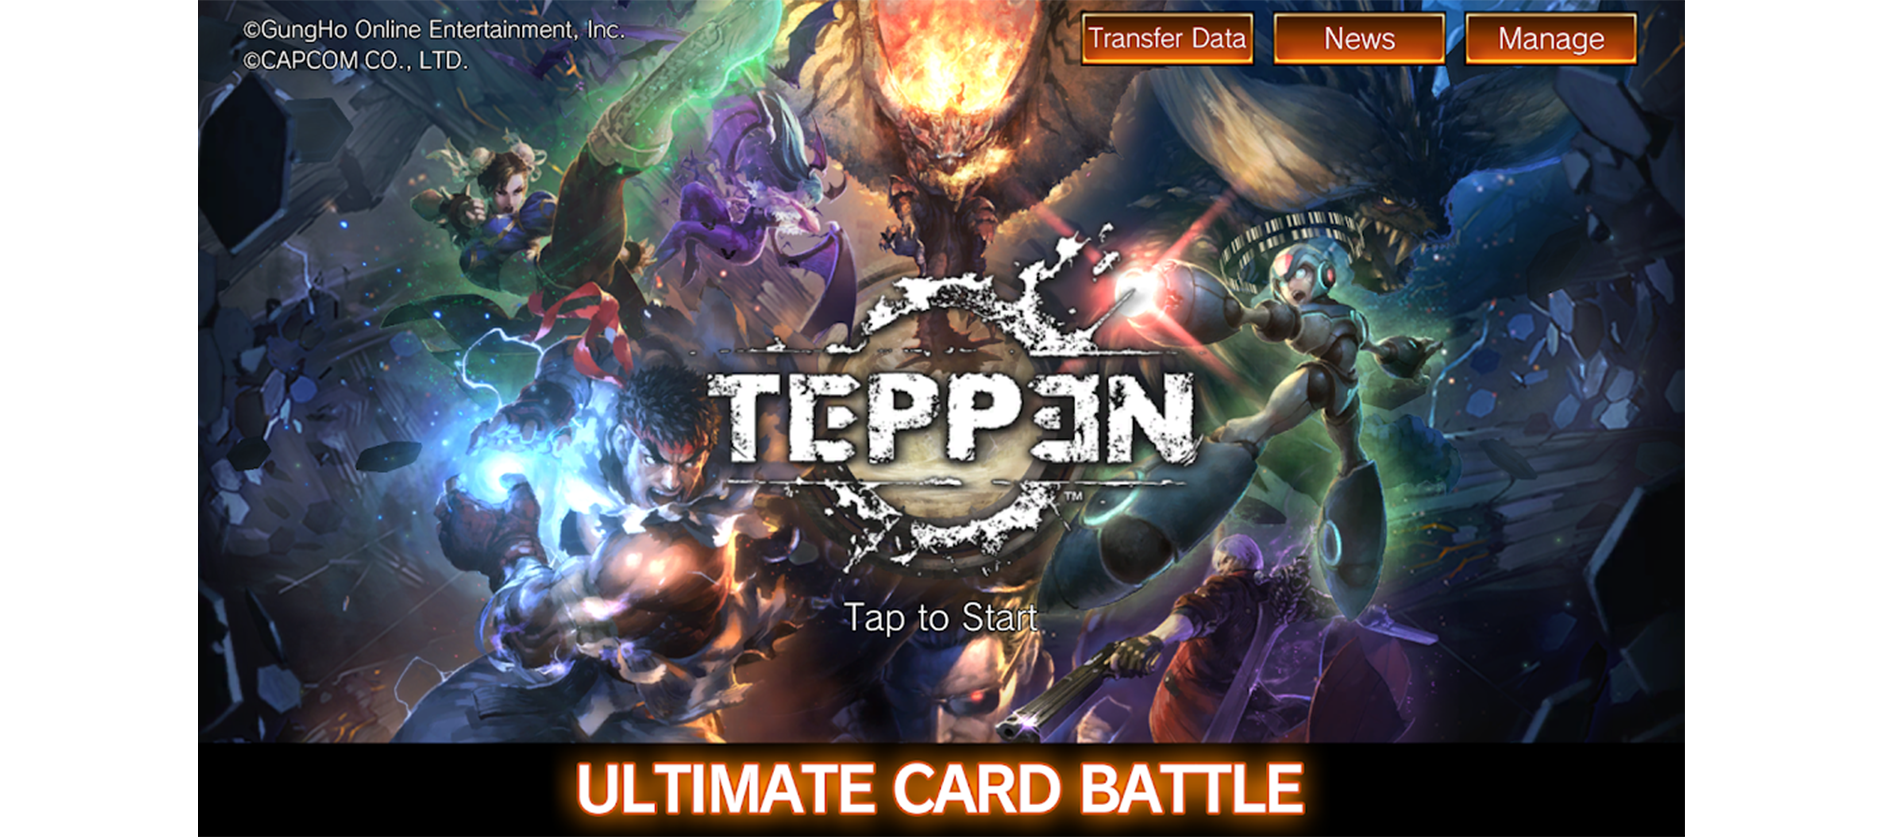 ©GungHo Online Entertainment, Inc.
©CAPCOM CO., LTD.
Transfer Data
News
Manage
TEPPEN
™
Tap to Start
ULTIMATE CARD BATTLE